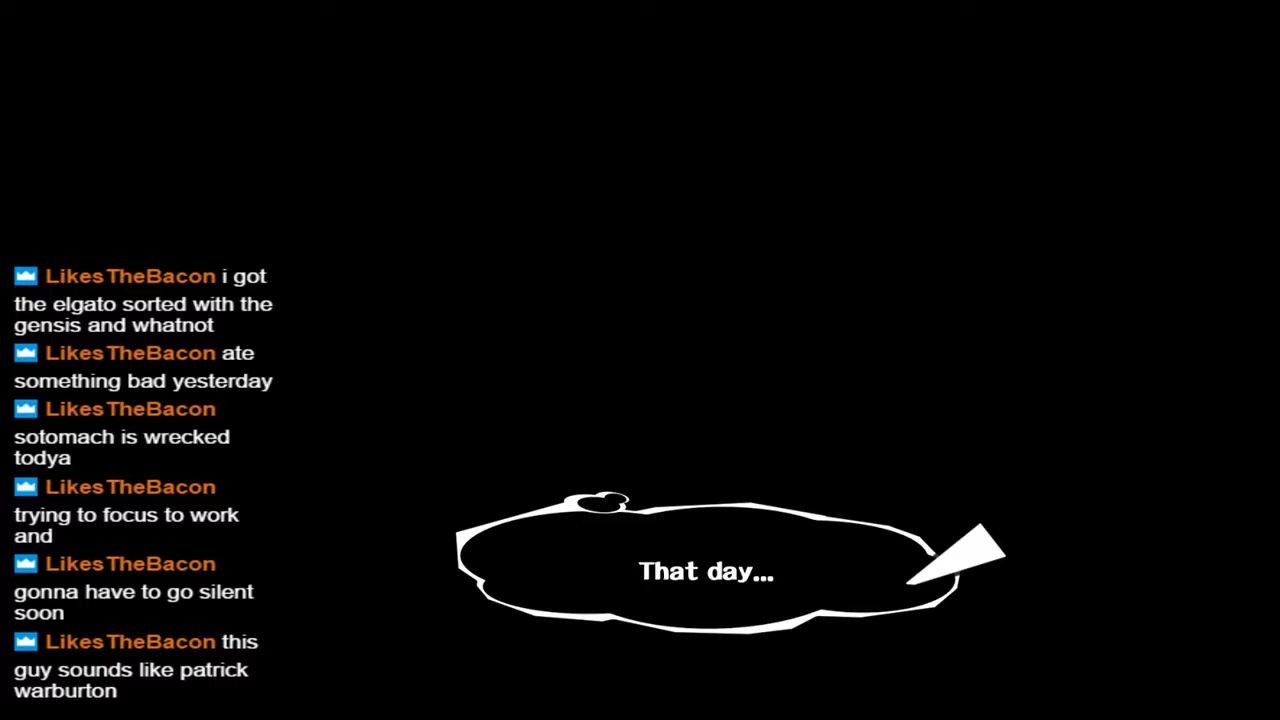 LikesTheBacon i got
the elgato sorted with the
gensis and whatnot
LikesTheBacon ate
something bad yesterday
LikesTheBacon
sotomach is wrecked
todya
LikesTheBacon
trying to focus to work
and
LikesTheBacon
gonna have to go silent
soon
LikesTheBacon this
guy sounds like patrick
warburton
That day...